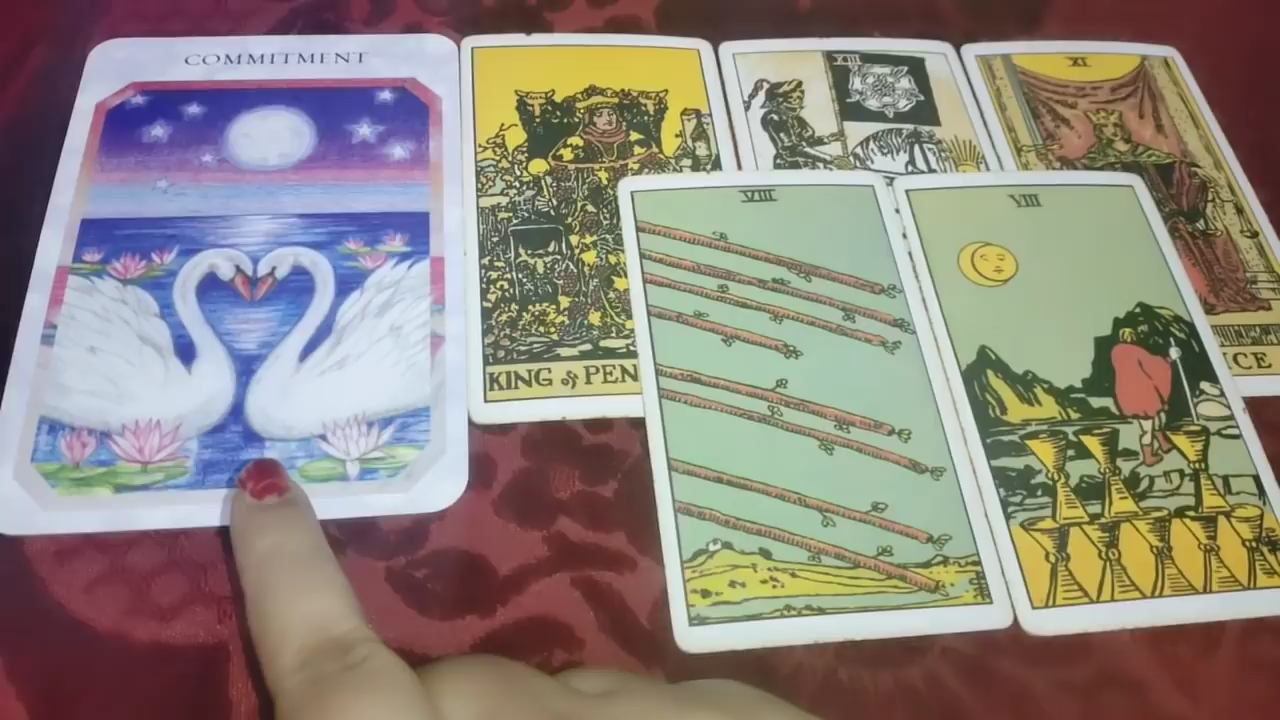 COMMITMENT
KING of PEN
XIII
XI
VIII
VIII
ICE